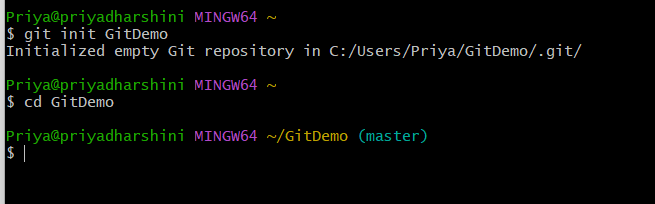 Priya@priyadharshini MINGW64 ~
$ git init GitDemo
Initialized empty Git repository in C:/Users/Priya/GitDemo/.git/
Priya@priyadharshini MINGW64 ~
$ cd GitDemo
Priya@priyadharshini MINGW64 ~/GitDemo (master)
$